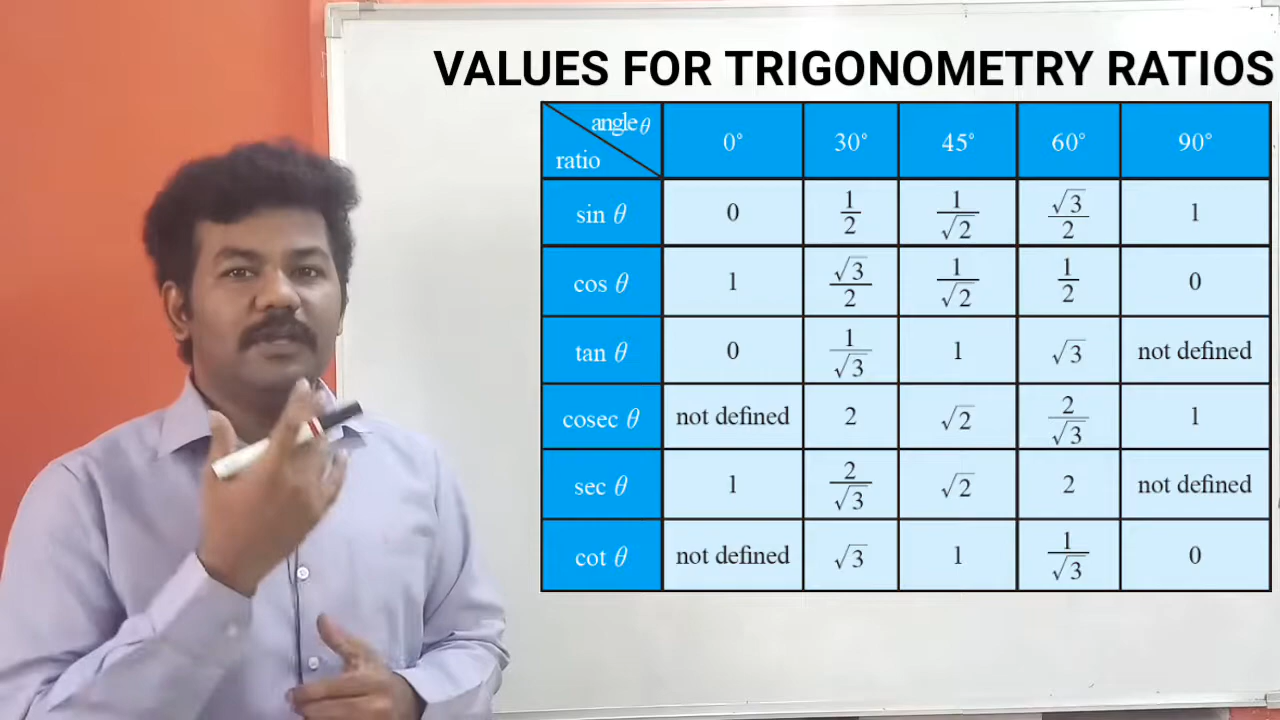 VALUES FOR TRIGONOMETRY RATIOS
angle θ
ratio
0° 30° 45° 60° 90°
sin θ 0 1/2 1/√2 √3/2 1
cos θ 1 √3/2 1/√2 1/2 0
tan θ 0 1/√3 1 √3 not defined
cosec θ not defined 2 √2 2/√3 1
sec θ 1 2/√3 √2 2 not defined
cot θ not defined √3 1 1/√3 0